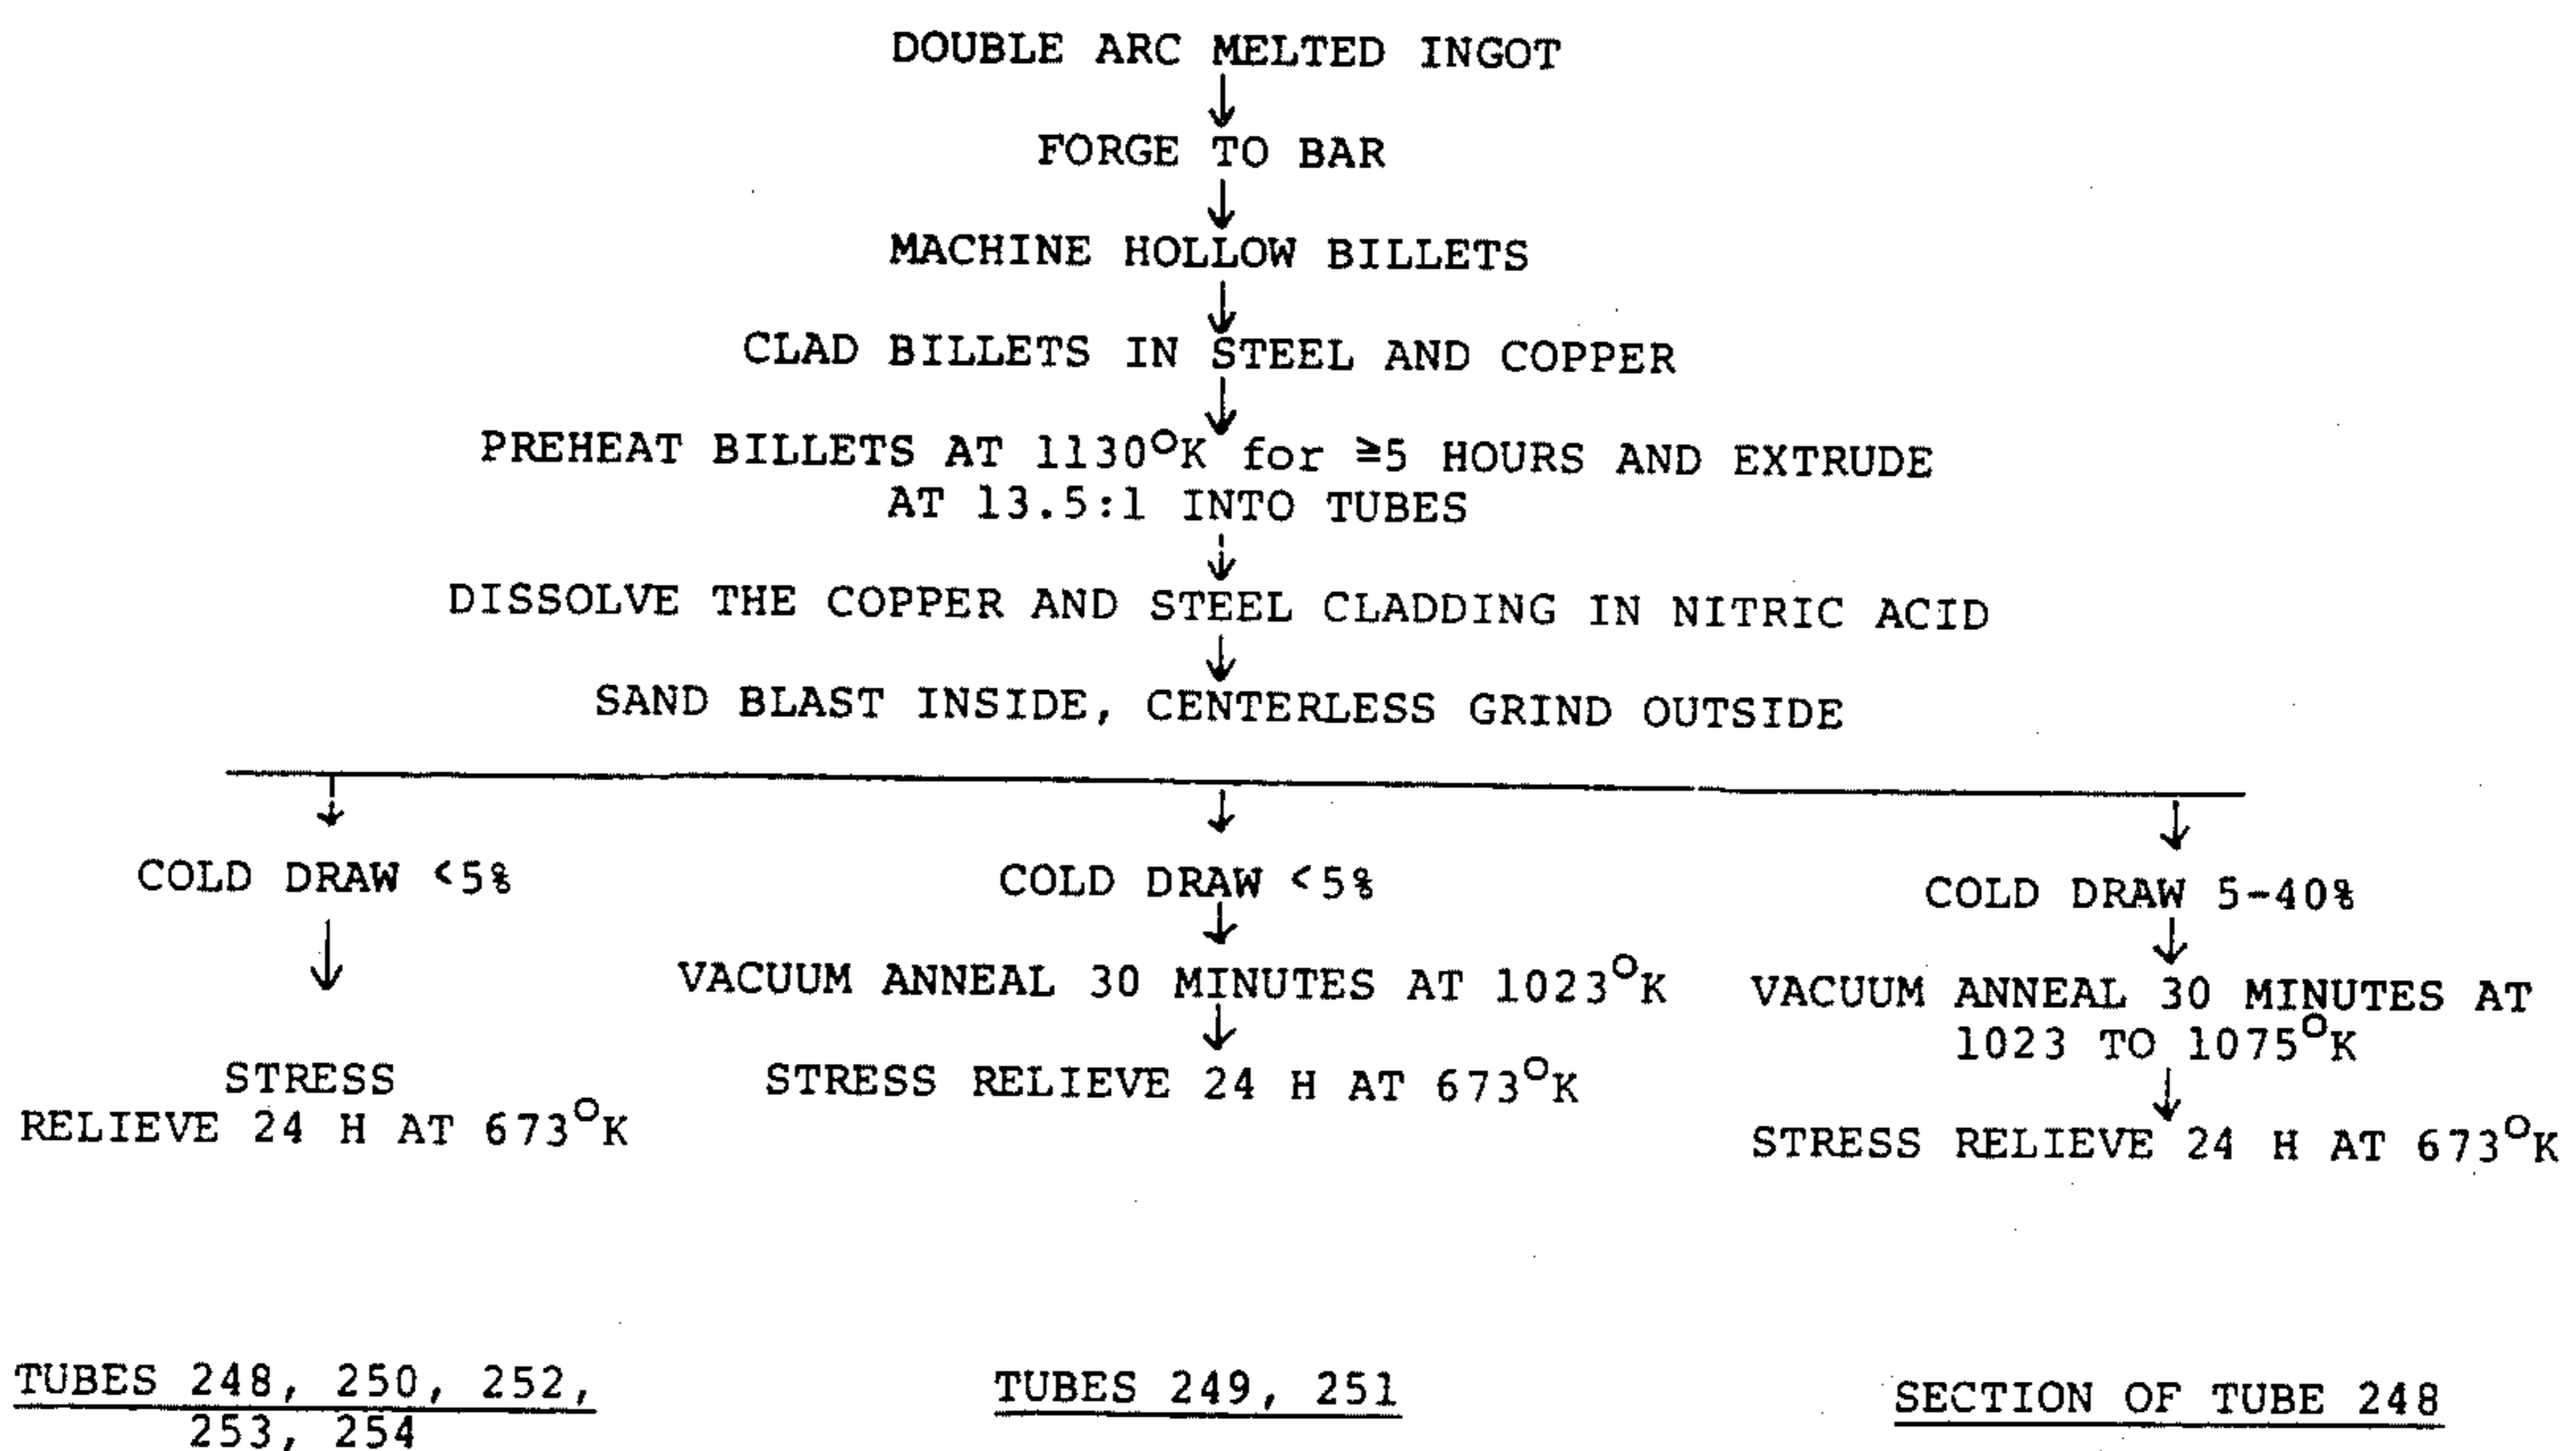 DOUBLE ARC MELTED INGOT
FORGE TO BAR
MACHINE HOLLOW BILLETS
CLAD BILLETS IN STEEL AND COPPER
PREHEAT BILLETS AT 1130°K for ≥5 HOURS AND EXTRUDE
AT 13.5:1 INTO TUBES
DISSOLVE THE COPPER AND STEEL CLADDING IN NITRIC ACID
SAND BLAST INSIDE, CENTERLESS GRIND OUTSIDE
COLD DRAW <5%
STRESS
RELIEVE 24 H AT 673°K
TUBES 248, 250, 252,
253, 254
COLD DRAW <5%
VACUUM ANNEAL 30 MINUTES AT 1023°K
STRESS RELIEVE 24 H AT 673°K
TUBES 249, 251
COLD DRAW 5-40%
VACUUM ANNEAL 30 MINUTES AT
1023 TO 1075°K
STRESS RELIEVE 24 H AT 673°K
SECTION OF TUBE 248